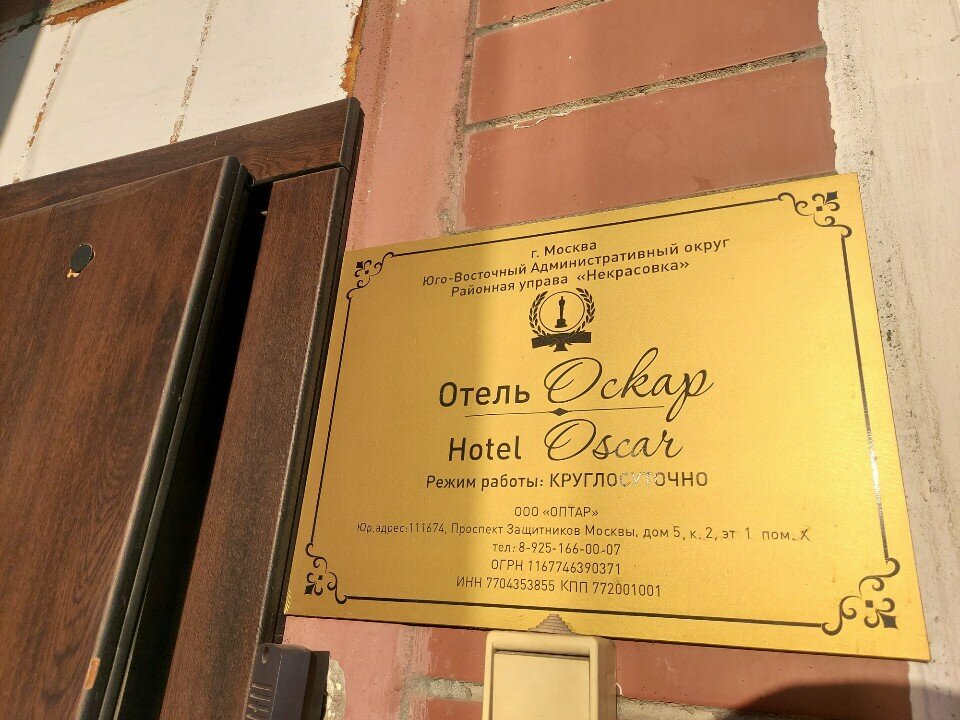 г. Москва
Юго-Восточный Административный округ
Районная управа «Некрасовка»
Отель Оскар
Hotel Oscar
Режим работы: КРУГЛОСУТОЧНО
ООО «ОПТАР»
Юр.адрес:111674, Проспект Защитников Москвы, дом 5, к. 2, эт 1 пом. X
тел.: 8-925-166-00-07
ОГРН 1167746390371
ИНН 7704353855 КПП 772001001